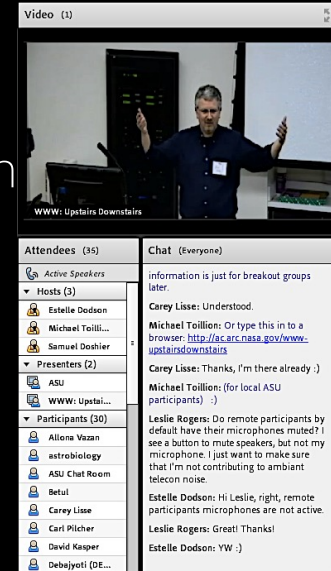 Video (1)
n
WWW: Upstairs Downstairs
Attendees (35)
Active Speakers
Hosts (3)
Estelle Dodson
Michael Toilli...
Samuel Doshier
Presenters (2)
ASU
WWW: Upstai...
Participants (30)
Allona Vazan
astrobiology
ASU Chat Room
Betul
Carey Lisse
Carl Pilcher
David Kasper
Debajyoti (DE...
Chat (Everyone)
information is just for breakout groups
later.
Carey Lisse: Understood.
Michael Toillion: Or type this in to a
browser: http://ac.arc.nasa.gov/www-
upstairsdownstairs
Carey Lisse: Thanks, I'm there already :)
Michael Toillion: (for local ASU
participants) :)
Leslie Rogers: Do remote participants by
default have their microphones muted? I
see a button to mute speakers, but not my
microphone. I just want to make sure
that I'm not contributing to ambiant
telecon noise.
Estelle Dodson: Hi Leslie, right, remote
participants microphones are not active.
Leslie Rogers: Great! Thanks!
Estelle Dodson: YW :)